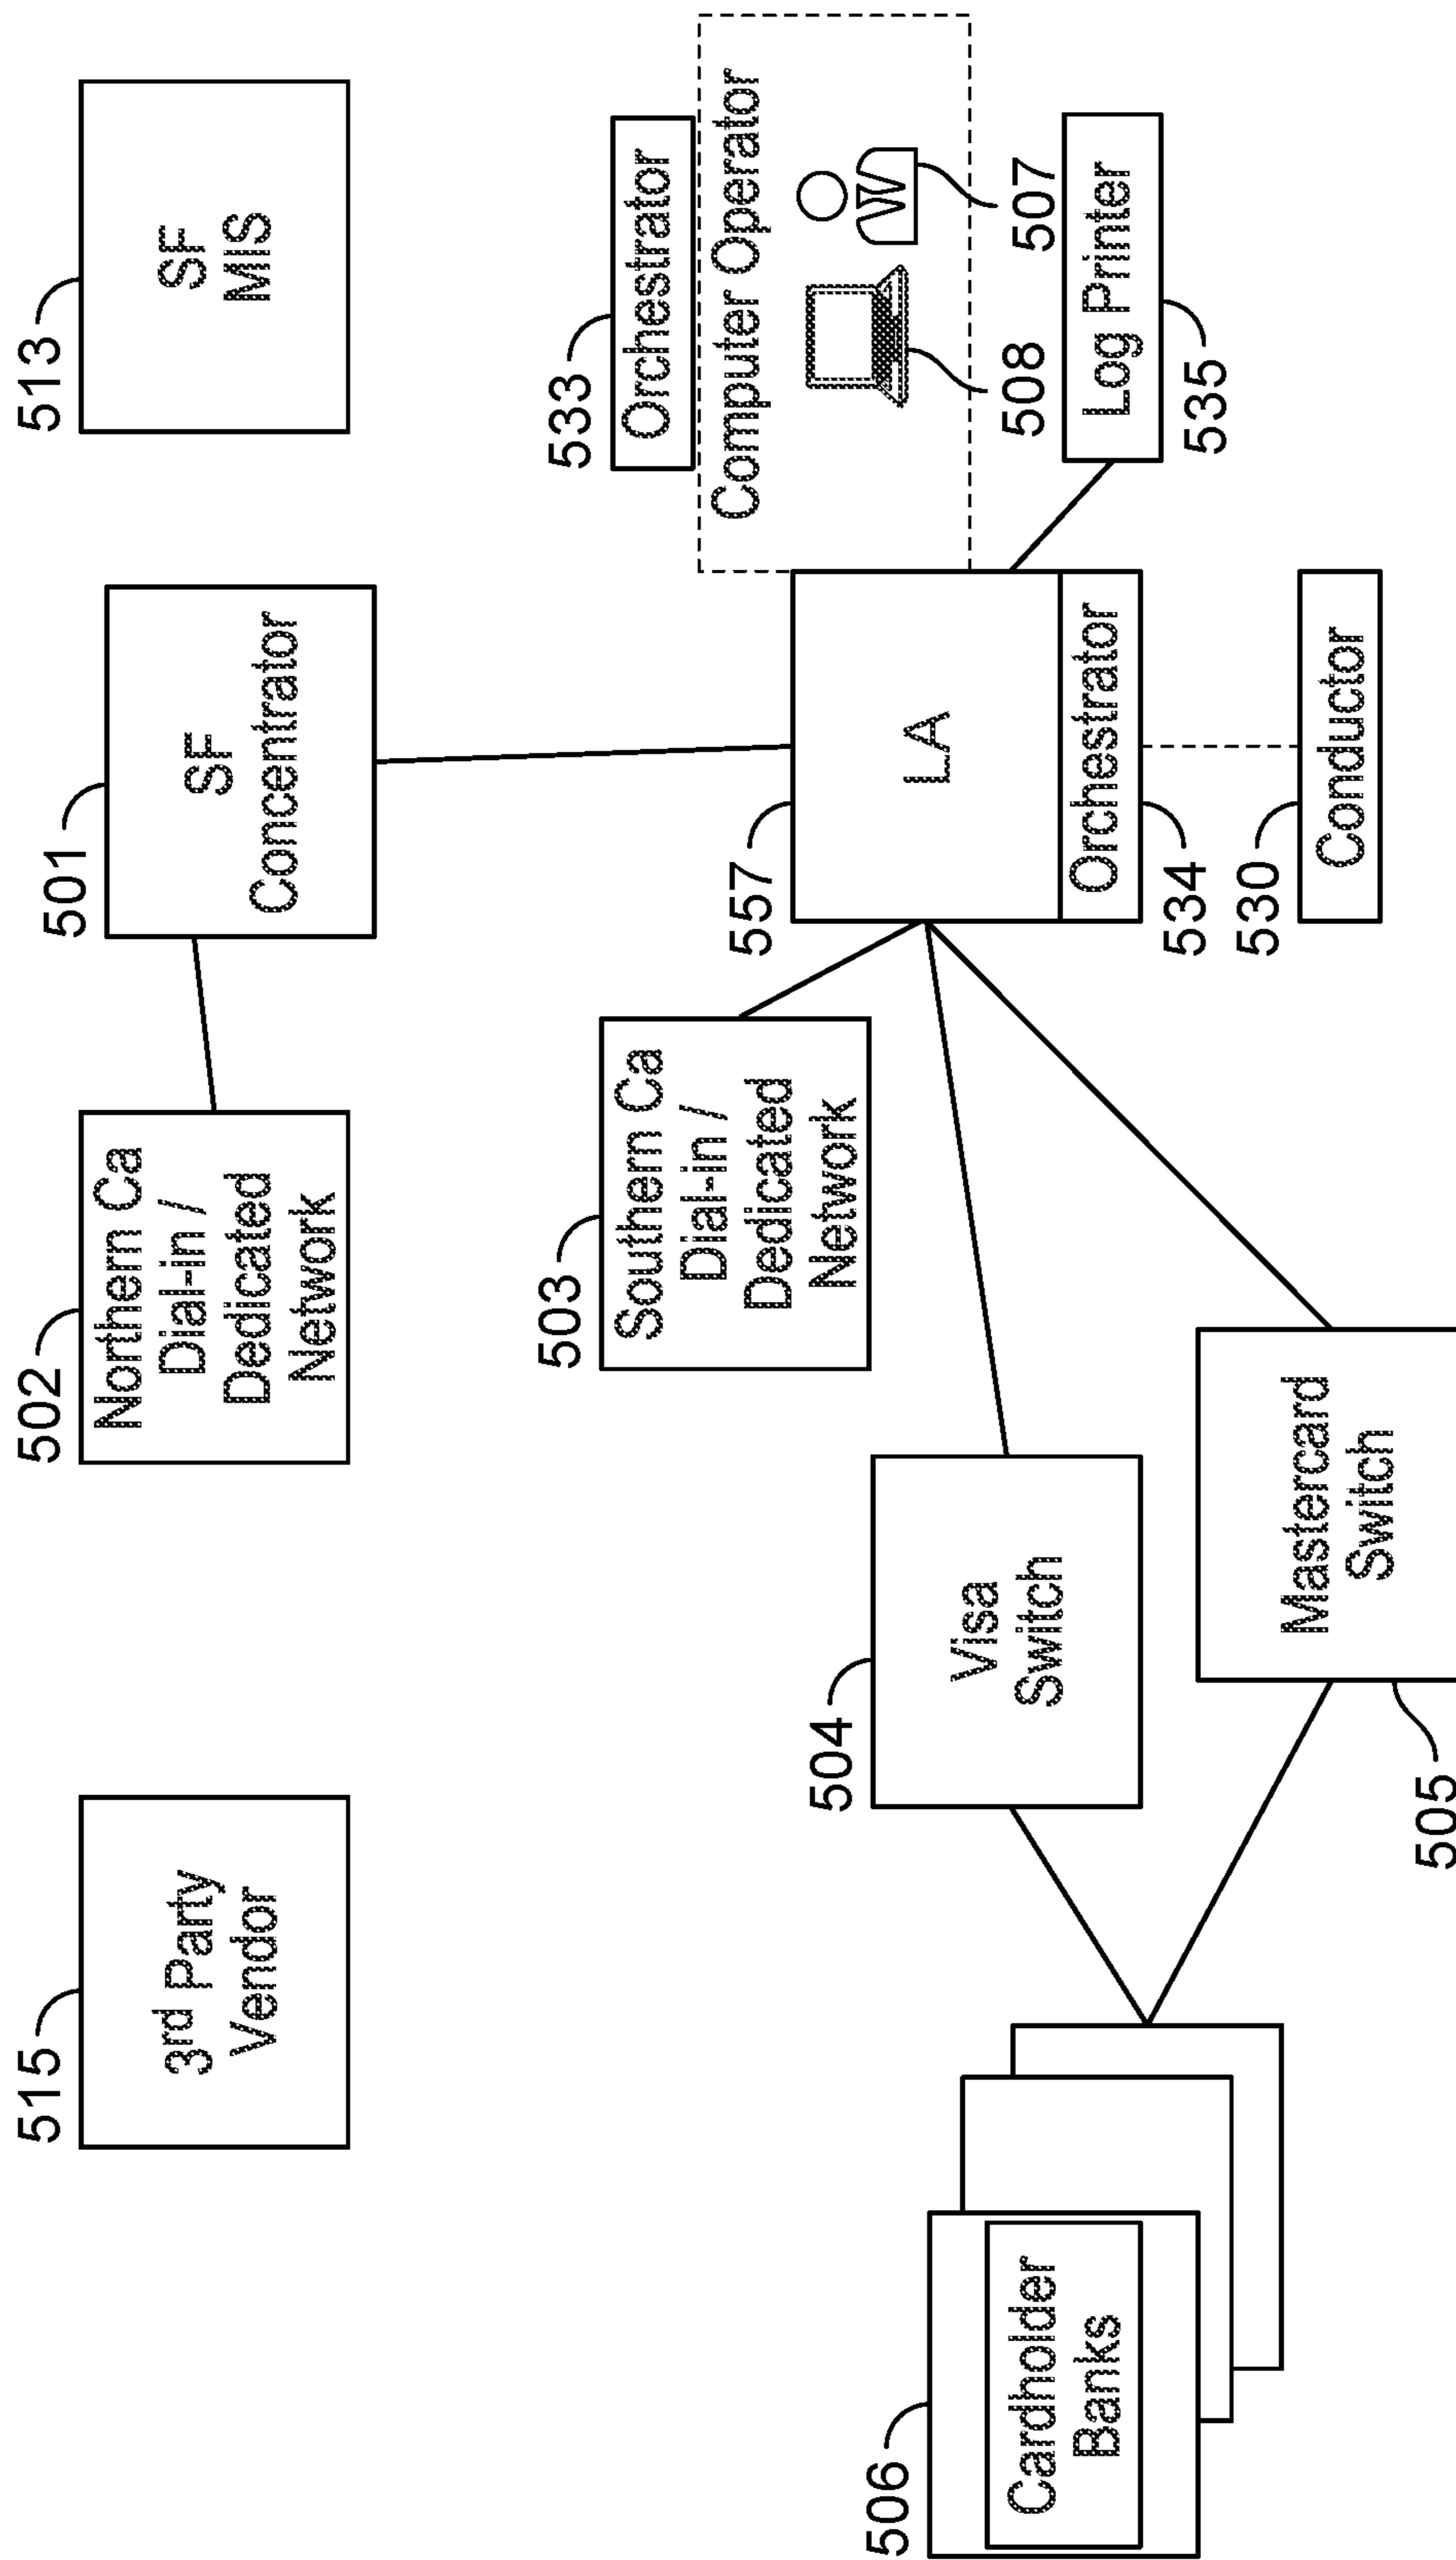 515
3rd Party
Vendor
502
Northern Ca
Dial-in /
Dedicated
Network
501
SF
Concentrator
513
SF
MIS
503
Southern Ca
Dial-in /
Dedicated
Network
533
Orchestrator
Computer Operator
508
507
557
LA
Orchestrator
534
Log Printer
535
530
Conductor
504
Visa
Switch
505
Mastercard
Switch
506
Cardholder
Banks